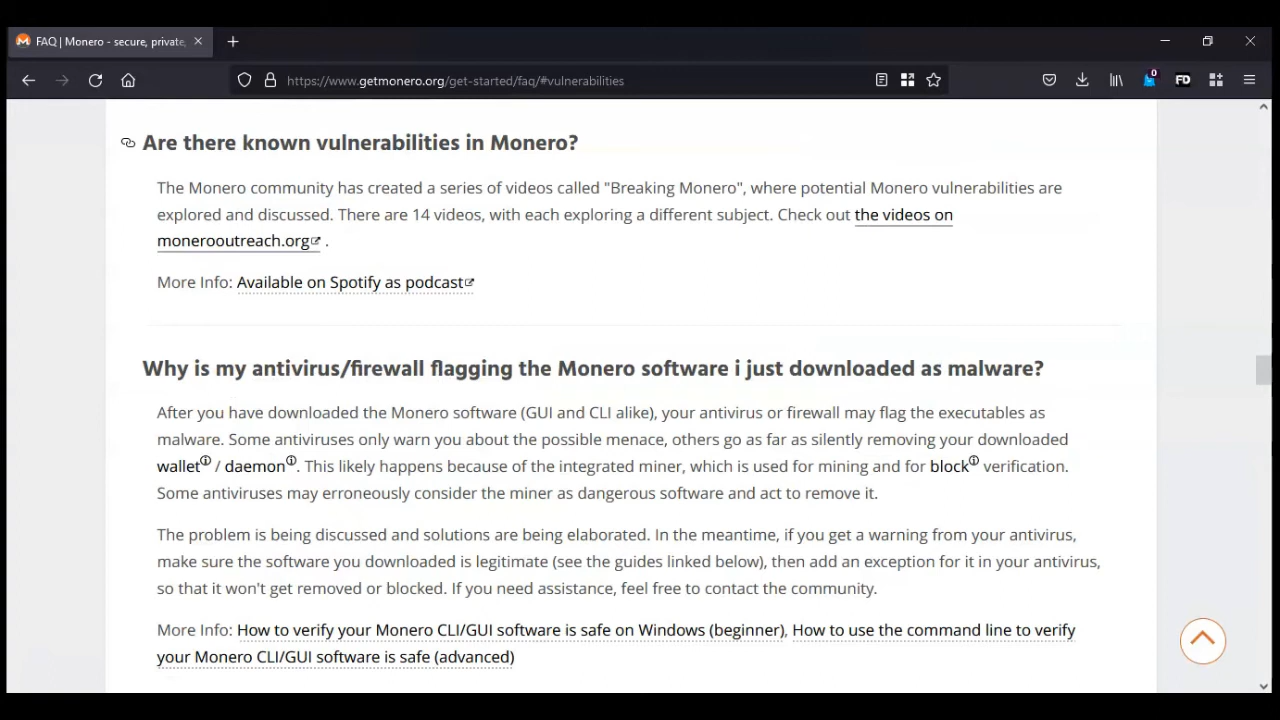 FAQ | Monero - secure, private,
https://www.getmonero.org/get-started/faq/#vulnerabilities
0
FD
Are there known vulnerabilities in Monero?
The Monero community has created a series of videos called "Breaking Monero", where potential Monero vulnerabilities are
explored and discussed. There are 14 videos, with each exploring a different subject. Check out the videos on
monerooutreach.org .
More Info: Available on Spotify as podcast
Why is my antivirus/firewall flagging the Monero software i just downloaded as malware?
After you have downloaded the Monero software (GUI and CLI alike), your antivirus or firewall may flag the executables as
malware. Some antiviruses only warn you about the possible menace, others go as far as silently removing your downloaded
wallet / daemon. This likely happens because of the integrated miner, which is used for mining and for block verification.
Some antiviruses may erroneously consider the miner as dangerous software and act to remove it.
The problem is being discussed and solutions are being elaborated. In the meantime, if you get a warning from your antivirus,
make sure the software you downloaded is legitimate (see the guides linked below), then add an exception for it in your antivirus,
so that it won't get removed or blocked. If you need assistance, feel free to contact the community.
More Info: How to verify your Monero CLI/GUI software is safe on Windows (beginner), How to use the command line to verify
your Monero CLI/GUI software is safe (advanced)